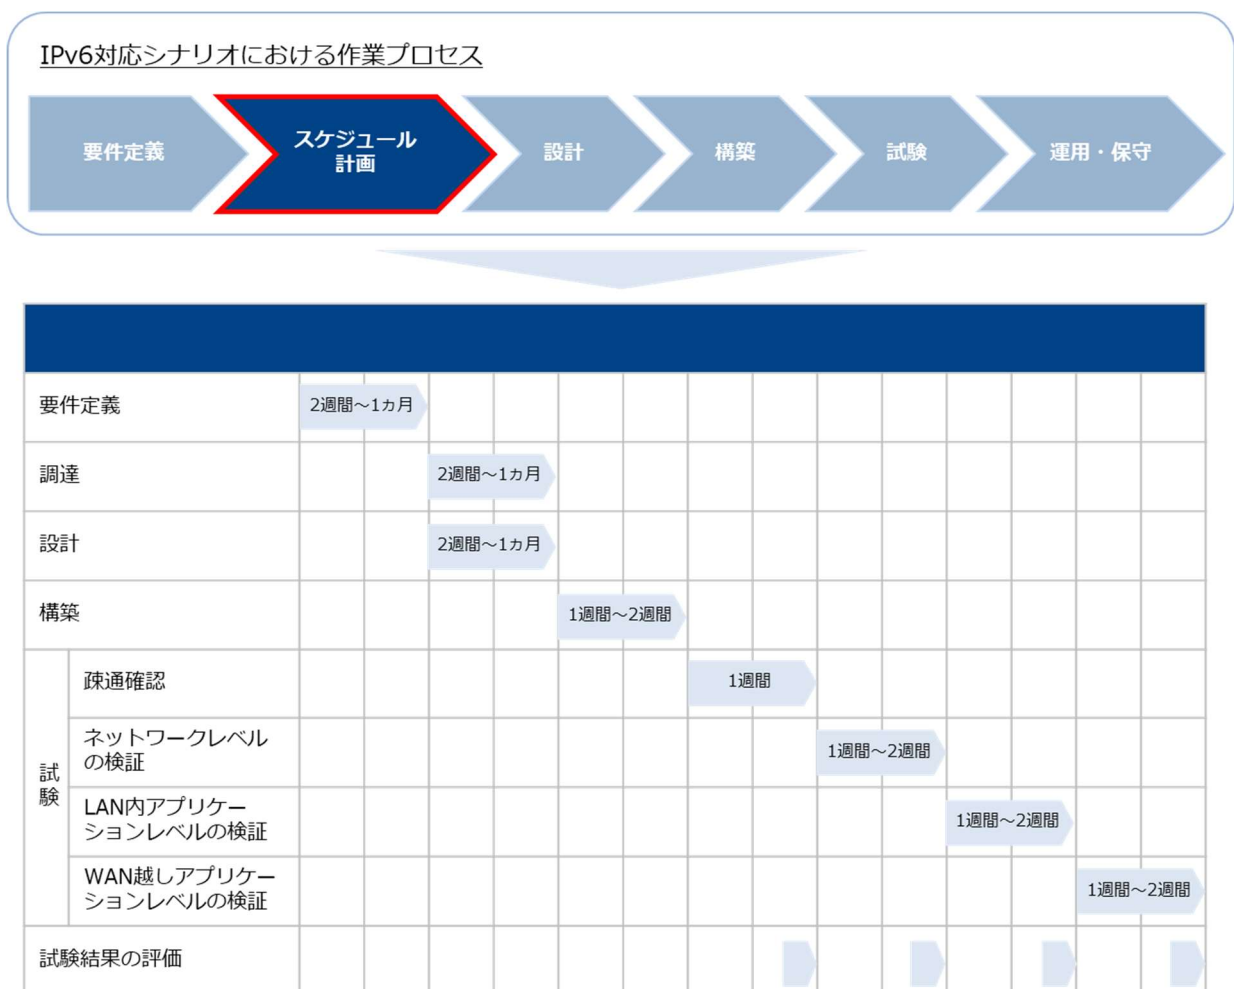 IPv6対応シナリオにおける作業プロセス
要件定義
スケジュール
計画
設計
構築
試験
運用・保守
要件定義
2週間～1ヵ月
調達
2週間～1ヵ月
設計
2週間～1ヵ月
構築
1週間～2週間
試験
疎通確認
1週間
ネットワークレベル
の検証
1週間～2週間
LAN内アプリケー
ションレベルの検証
1週間～2週間
WAN越しアプリケー
ションレベルの検証
1週間～2週間
試験結果の評価